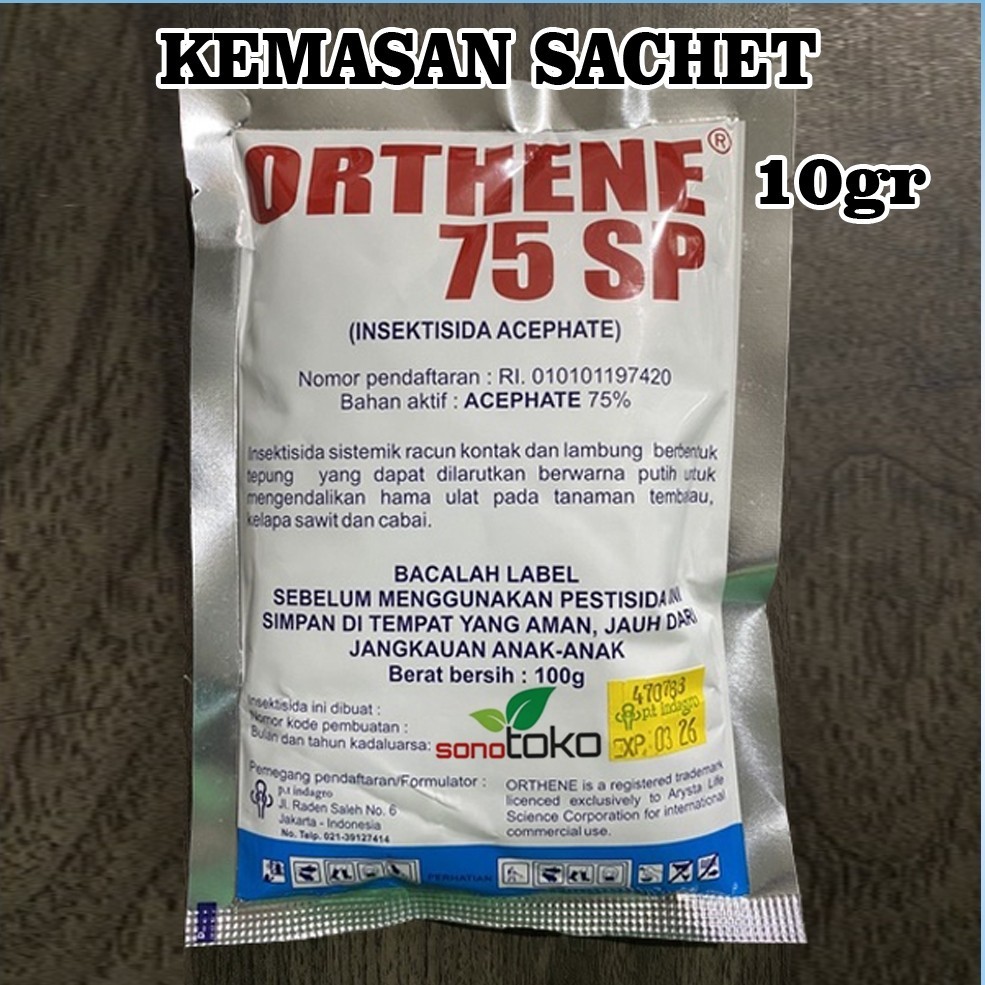 KEMASAN SACHET
10gr
ORTHENE®
75 SP
(INSEKTISIDA ACEPHATE)
Nomor pendaftaran : RI. 010101197420
Bahan aktif : ACEPHATE 75%
Insektisida sistemik racun kontak dan lambung berbentuk
tepung yang dapat dilarutkan berwarna putih untuk
mengendalikan hama ulat pada tanaman tembakau,
kelapa sawit dan cabai.
BACALAH LABEL
SEBELUM MENGGUNAKAN PESTISIDA INI
SIMPAN DI TEMPAT YANG AMAN, JAUH DARI
JANGKAUAN ANAK-ANAK
Berat bersih : 100g
470783
p.t indagro
EXP. 03 26
Insektisida ini dibuat :
Nomor kode pembuatan :
Bulan dan tahun kadaluarsa:
sonotoko
Pemegang pendaftaran/Formulator :
p.t indagro
Jl. Raden Saleh No. 6
Jakarta - Indonesia
No. Telp. 021-39127414
ORTHENE is a registered trademark
licenced exclusively to Arysta Life
Science Corporation for international
commercial use.
PERHATIAN